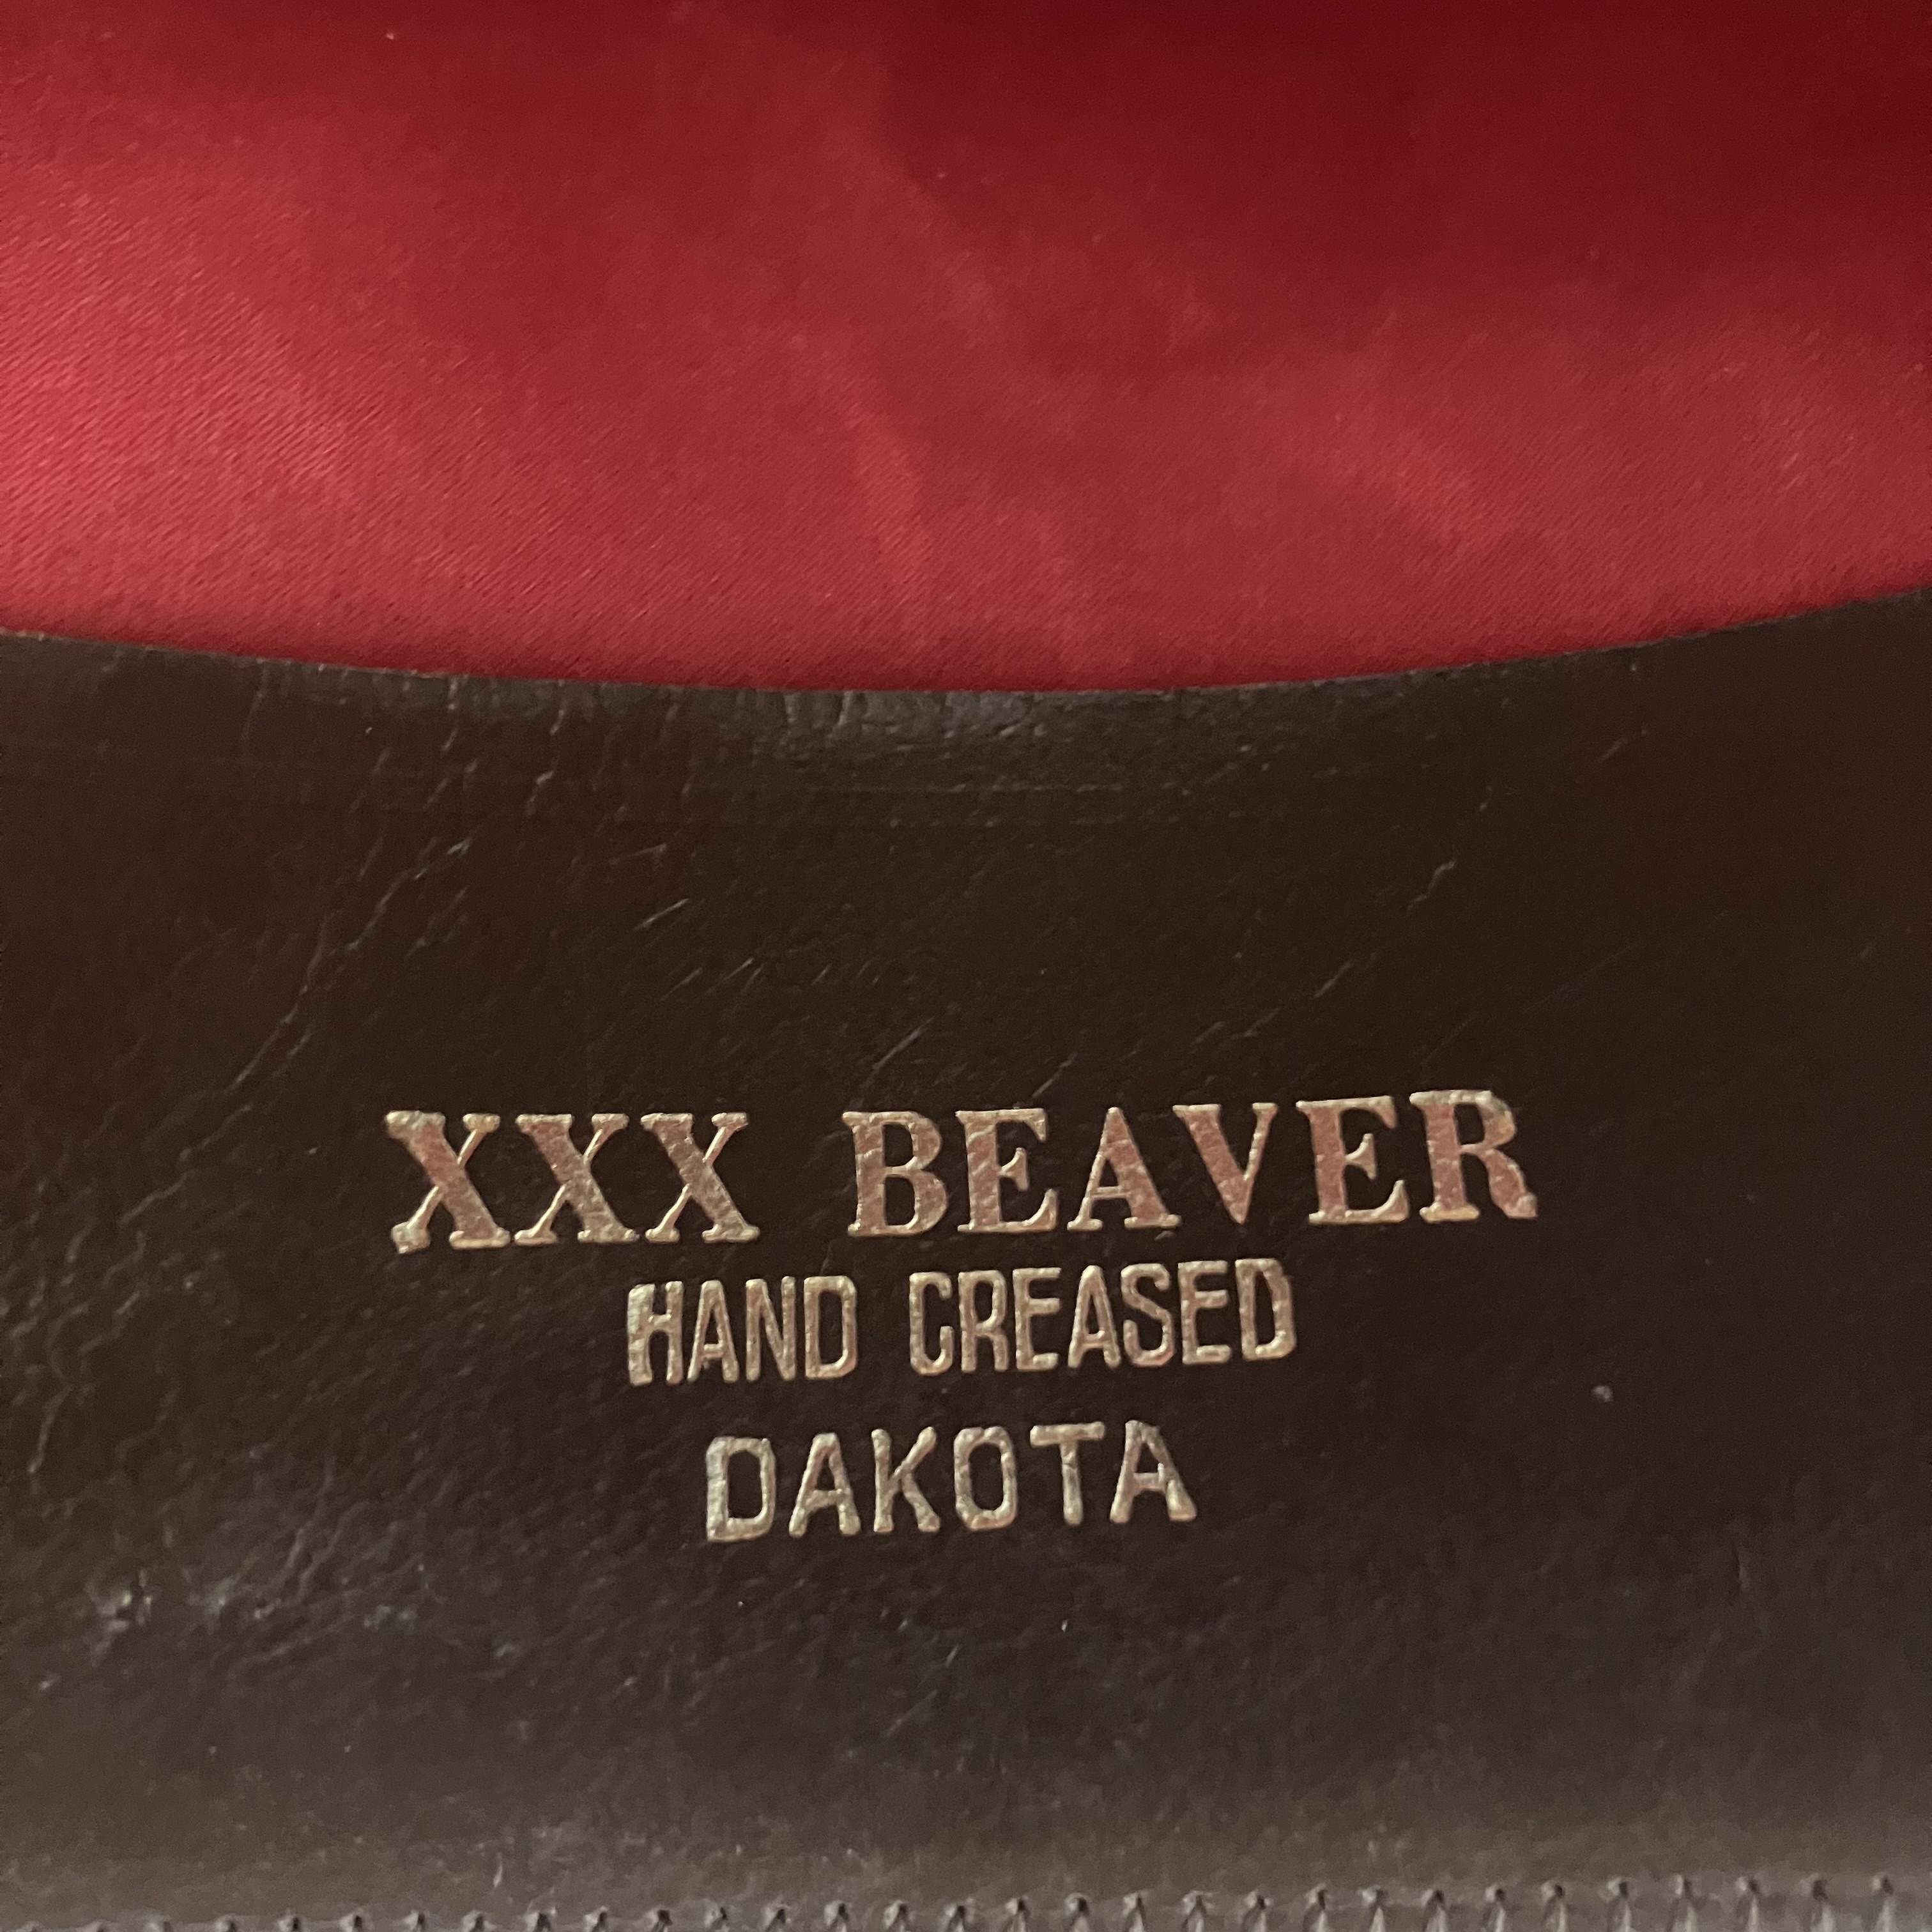 XXX BEAVER
HAND CREASED
DAKOTA